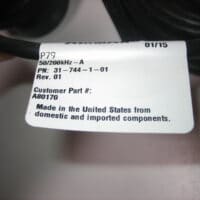 01/15
P79
50/200kHz-A
PN: 31-744-1-01
Rev. 01
Customer Part #:
A80170
Made in the United States from
domestic and imported components.